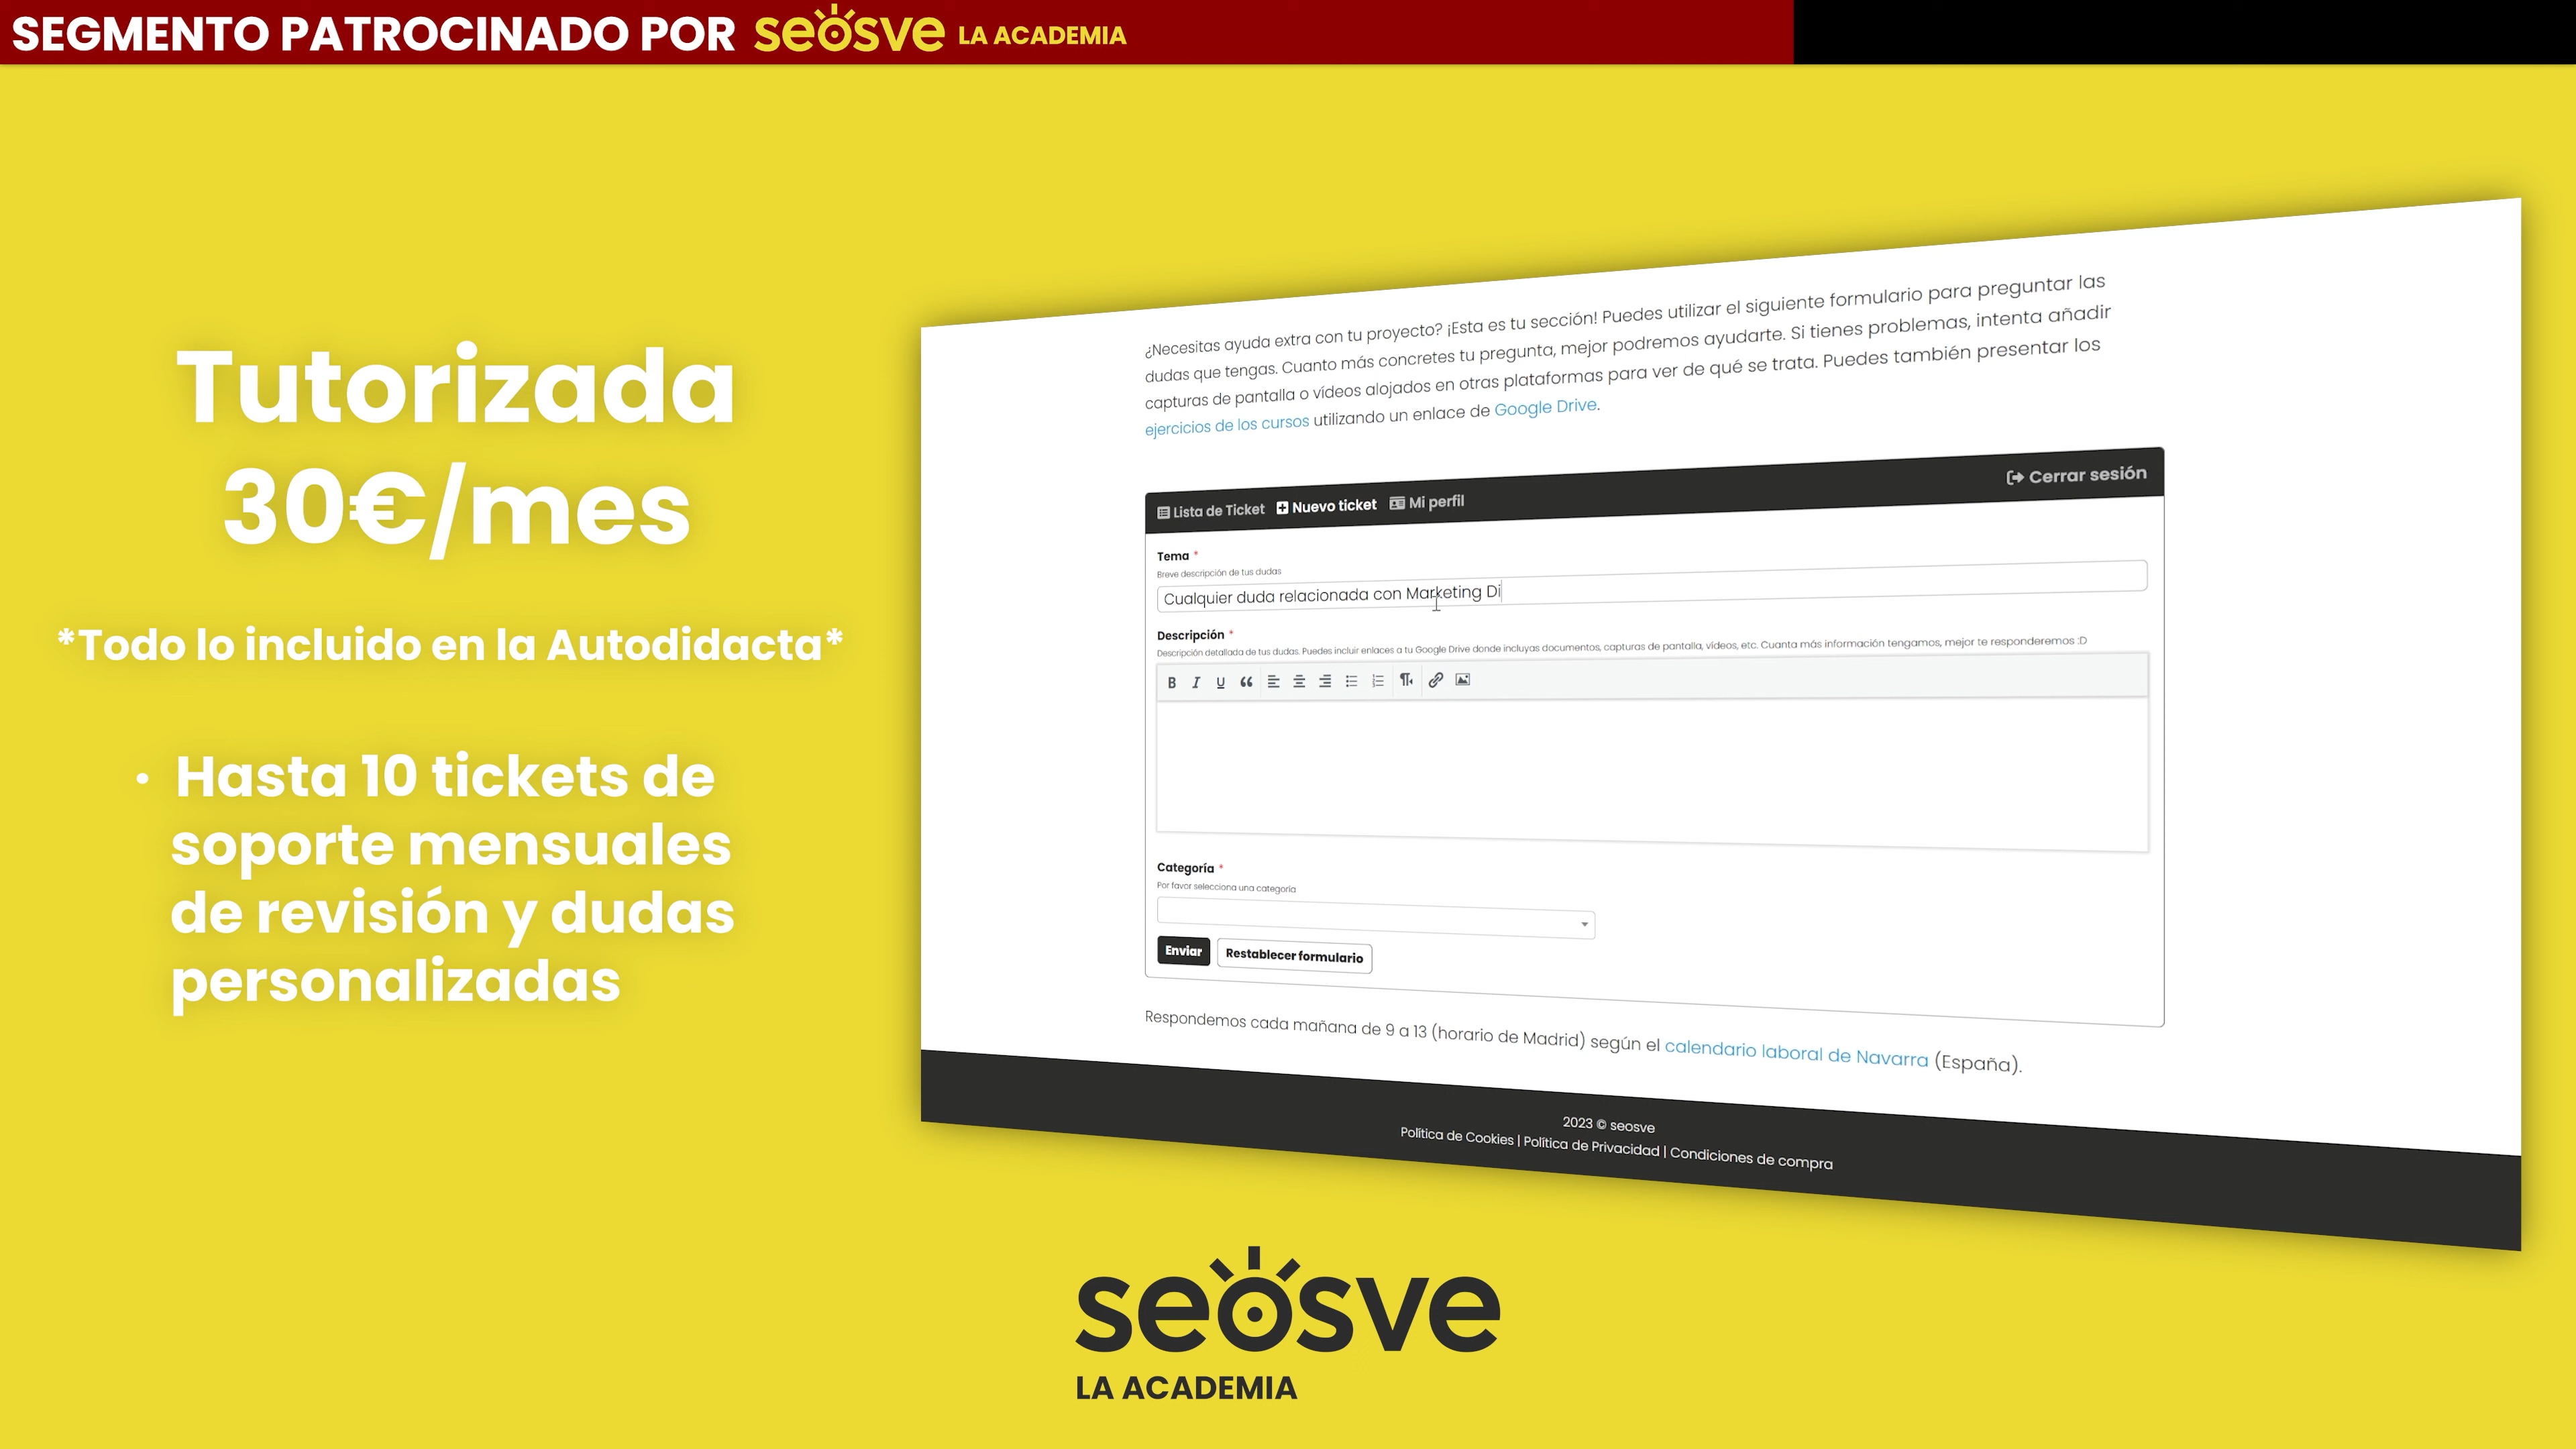 SEGMENTO PATROCINADO POR seosve LA ACADEMIA
Tutorizada
30€/mes
*Todo lo incluido en la Autodidacta*
• Hasta 10 tickets de
soporte mensuales
de revisión y dudas
personalizadas
¿Necesitas ayuda extra con tu proyecto? ¡Esta es tu sección! Puedes utilizar el siguiente formulario para preguntar las
dudas que tengas. Cuanto más concretes tu pregunta, mejor podremos ayudarte. Si tienes problemas, intenta añadir
capturas de pantalla o vídeos alojados en otras plataformas para ver de qué se trata. Puedes también presentar los
ejercicios de los cursos utilizando un enlace de Google Drive.
Lista de Ticket Nuevo ticket Mi perfil Cerrar sesión
Tema *
Breve descripción de tus dudas
Cualquier duda relacionada con Marketing Di
Descripción *
Descripción detallada de tus dudas. Puedes incluir enlaces a tu Google Drive donde incluyas documentos, capturas de pantalla, vídeos, etc. Cuanta más información tengamos, mejor te responderemos :D
B I U
Categoría *
Por favor selecciona una categoría
Enviar Restablecer formulario
Respondemos cada mañana de 9 a 13 (horario de Madrid) según el calendario laboral de Navarra (España).
2023 © seosve
Política de Cookies | Política de Privacidad | Condiciones de compra
seosve
LA ACADEMIA